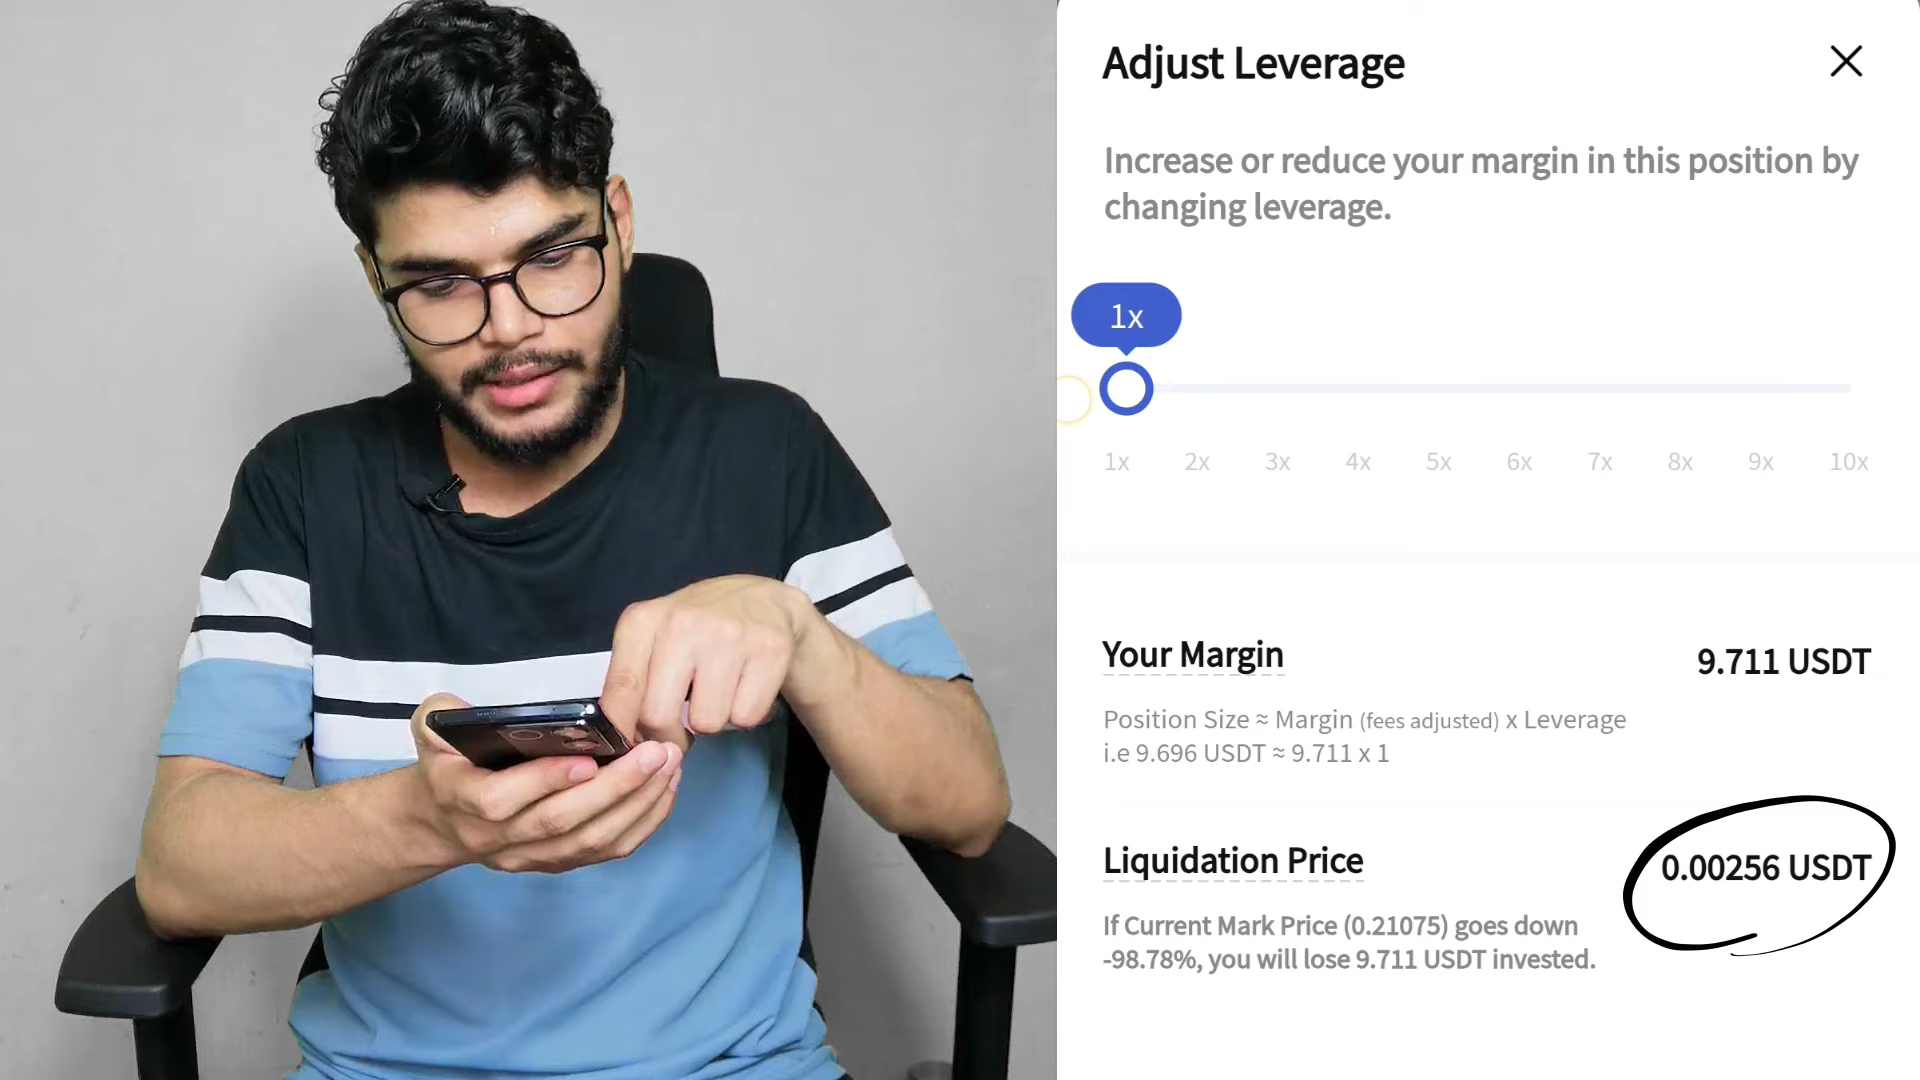 Adjust Leverage
Increase or reduce your margin in this position by
changing leverage.
1x
1x 2x 3x 4x 5x 6x 7x 8x 9x 10x
Your Margin
9.711 USDT
Position Size ≈ Margin (fees adjusted) x Leverage
i.e 9.696 USDT ≈ 9.711 x 1
Liquidation Price
0.00256 USDT
If Current Mark Price (0.21075) goes down
-98.78%, you will lose 9.711 USDT invested.